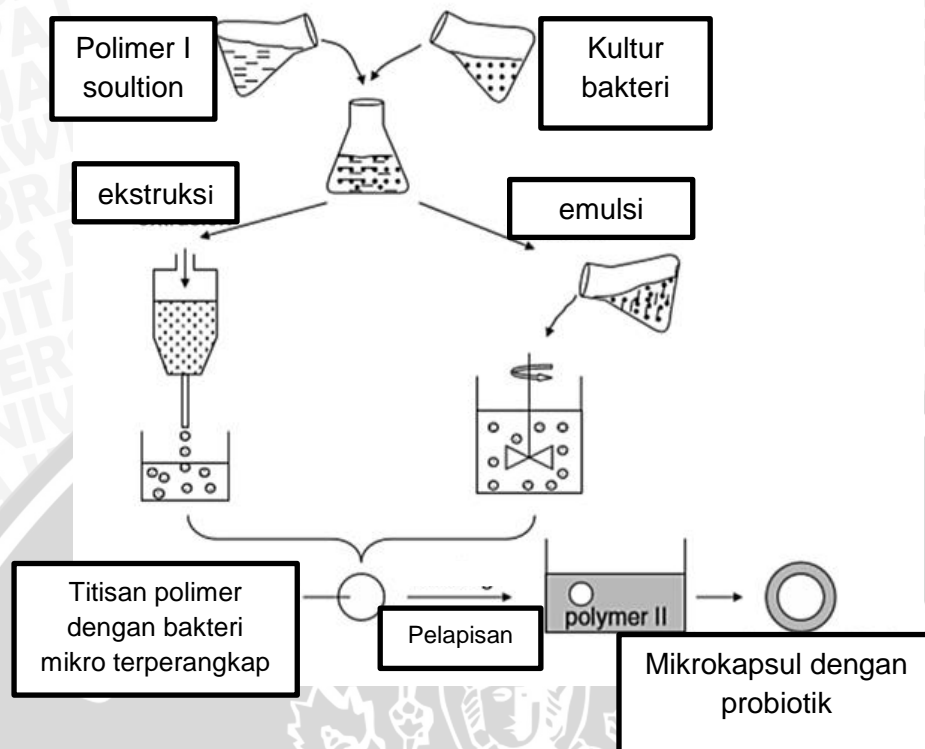 Polimer I
soultion
Kultur
bakteri
ekstruksi
emulsi
Titisan polimer
dengan bakteri
mikro terperangkap
Pelapisan
polymer II
Mikrokapsul dengan
probiotik